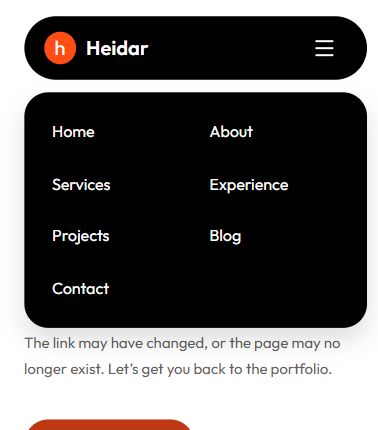 h Heidar
Home About
Services Experience
Projects Blog
Contact
The link may have changed, or the page may no
longer exist. Let’s get you back to the portfolio.